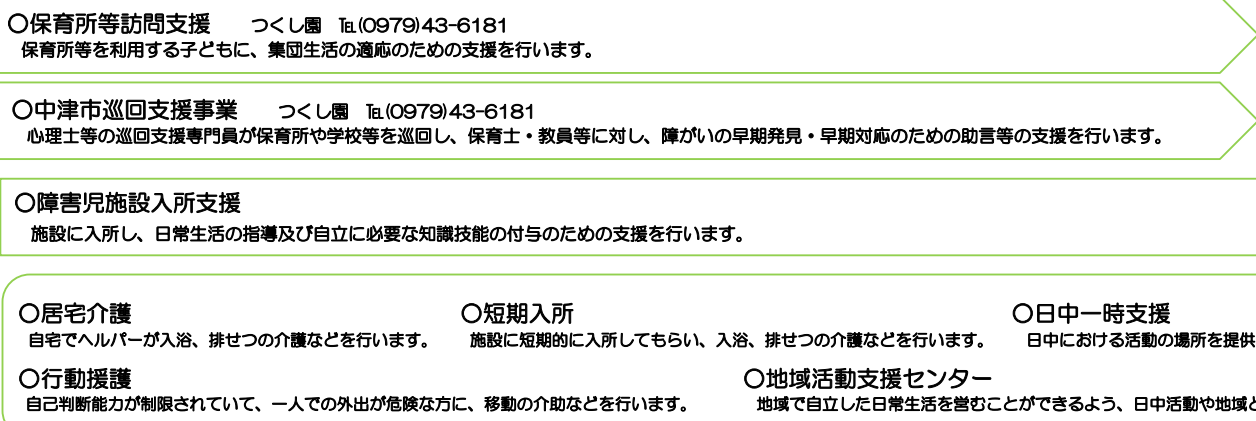 〇保育所等訪問支援　　つくし園　℡(0979)43-6181
保育所等を利用する子どもに、集団生活の適応のための支援を行います。
〇中津市巡回支援事業　　つくし園　℡(0979)43-6181
心理士等の巡回支援専門員が保育所や学校等を巡回し、保育士・教員等に対し、障がいの早期発見・早期対応のための助言等の支援を行います。
〇障害児施設入所支援
施設に入所し、日常生活の指導及び自立に必要な知識技能の付与のための支援を行います。
〇居宅介護　〇短期入所　〇日中一時支援
自宅でヘルパーが入浴、排せつの介護などを行います。　施設に短期的に入所してもらい、入浴、排せつの介護などを行います。　日中における活動の場所を提供
〇行動援護　〇地域活動支援センター
自己判断能力が制限されていて、一人での外出が危険な方に、移動の介助などを行います。　地域で自立した日常生活を営むことができるよう、日中活動や地域と